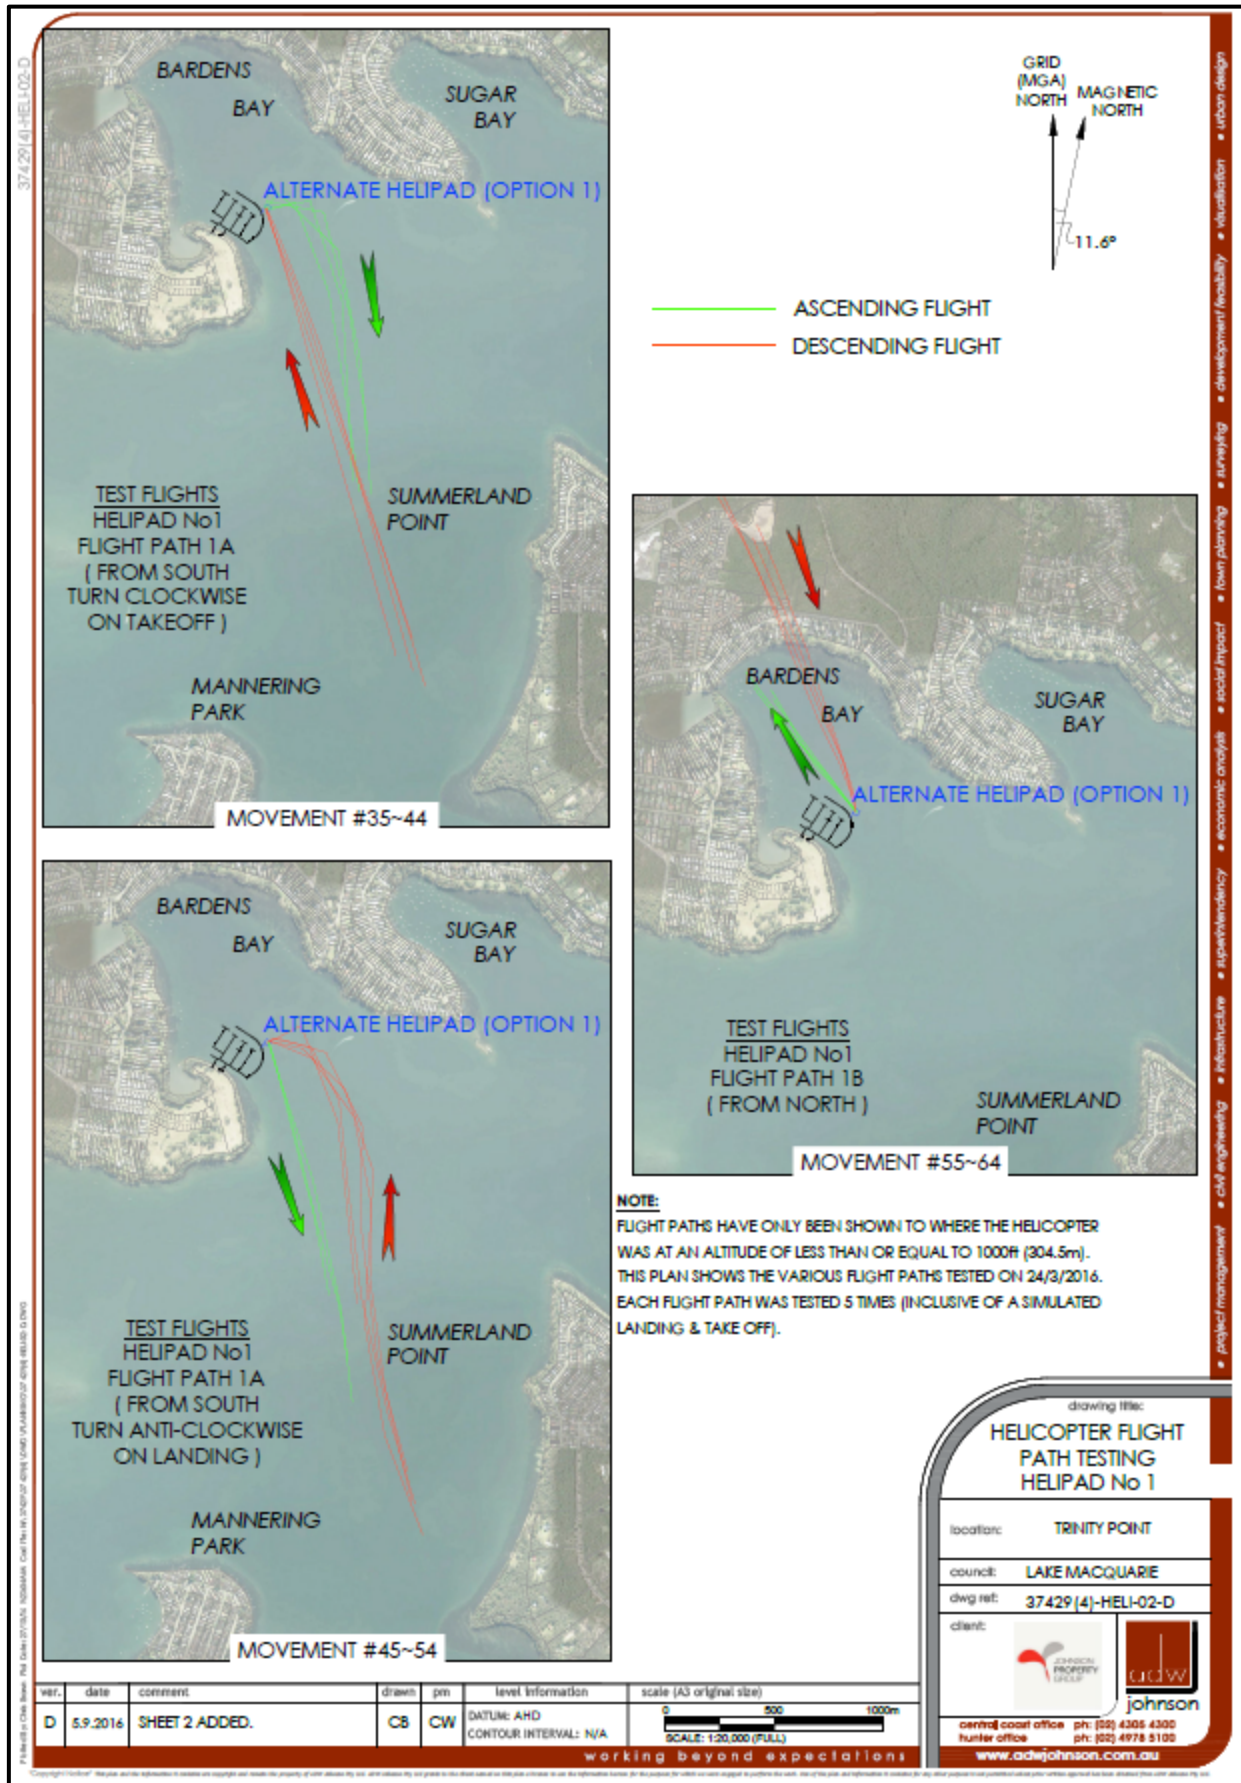 37429(4)-HELI-02-D
BARDENS
BAY
SUGAR
BAY
ALTERNATE HELIPAD (OPTION 1)
TEST FLIGHTS
HELIPAD No1
FLIGHT PATH 1A
( FROM SOUTH
TURN CLOCKWISE
ON TAKEOFF )
SUMMERLAND
POINT
MANNERING
PARK
MOVEMENT #35~44
GRID
(MGA)
NORTH
MAGNETIC
NORTH
11.6°
ASCENDING FLIGHT
DESCENDING FLIGHT
BARDENS
BAY
SUGAR
BAY
ALTERNATE HELIPAD (OPTION 1)
TEST FLIGHTS
HELIPAD No1
FLIGHT PATH 1B
( FROM NORTH )
SUMMERLAND
POINT
MOVEMENT #55~64
BARDENS
BAY
SUGAR
BAY
ALTERNATE HELIPAD (OPTION 1)
TEST FLIGHTS
HELIPAD No1
FLIGHT PATH 1A
( FROM SOUTH
TURN ANTI-CLOCKWISE
ON LANDING )
SUMMERLAND
POINT
MANNERING
PARK
MOVEMENT #45~54
NOTE:
FLIGHT PATHS HAVE ONLY BEEN SHOWN TO WHERE THE HELICOPTER
WAS AT AN ALTITUDE OF LESS THAN OR EQUAL TO 1000ft (304.5m).
THIS PLAN SHOWS THE VARIOUS FLIGHT PATHS TESTED ON 24/3/2016.
EACH FLIGHT PATH WAS TESTED 5 TIMES (INCLUSIVE OF A SIMULATED
LANDING & TAKE OFF).
• project management • civil engineering • infrastructure • superintendency • economic analysis • social impact • town planning • surveying • development feasibility • visualisation • urban design
drawing title:
HELICOPTER FLIGHT
PATH TESTING
HELIPAD No 1
location: TRINITY POINT
council: LAKE MACQUARIE
dwg ref: 37429(4)-HELI-02-D
client:
JOHNSON
PROPERTY
GROUP
adw
johnson
central coast office ph: (02) 4305 4300
hunter office ph: (02) 4978 5100
www.adwjohnson.com.au
ver. date comment drawn pm level information scale (A3 original size)
D 5.9.2016 SHEET 2 ADDED. CB CW DATUM: AHD
CONTOUR INTERVAL: N/A
0 500 1000m
SCALE: 1:20,000 (FULL)
working beyond expectations